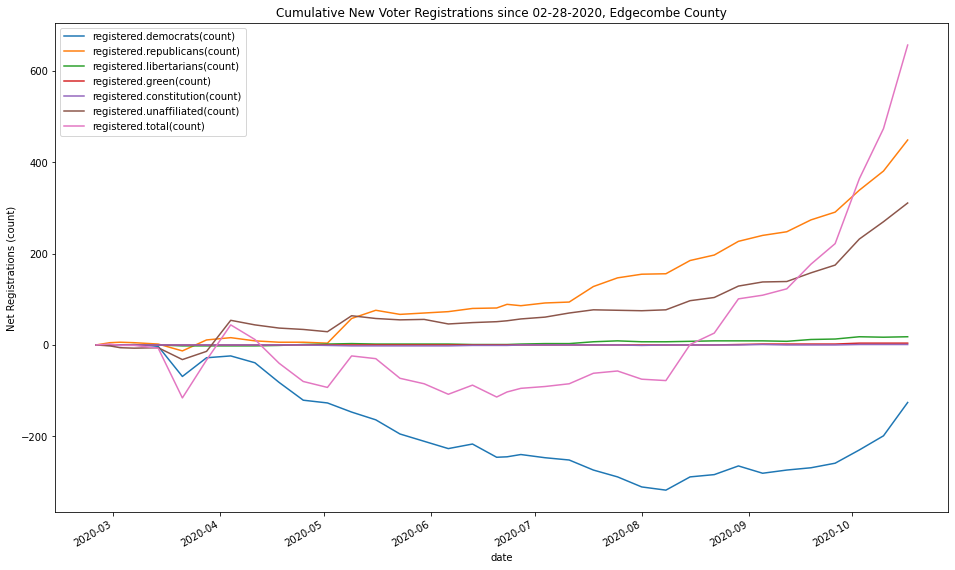 Cumulative New Voter Registrations since 02-28-2020, Edgecombe County
registered.democrats(count)
registered.republicans(count)
registered.libertarians(count)
registered.green(count)
registered.constitution(count)
registered.unaffiliated(count)
registered.total(count)
Net Registrations (count)
600
400
200
0
−200
2020-03
2020-04
2020-05
2020-06
2020-07
2020-08
2020-09
2020-10
date